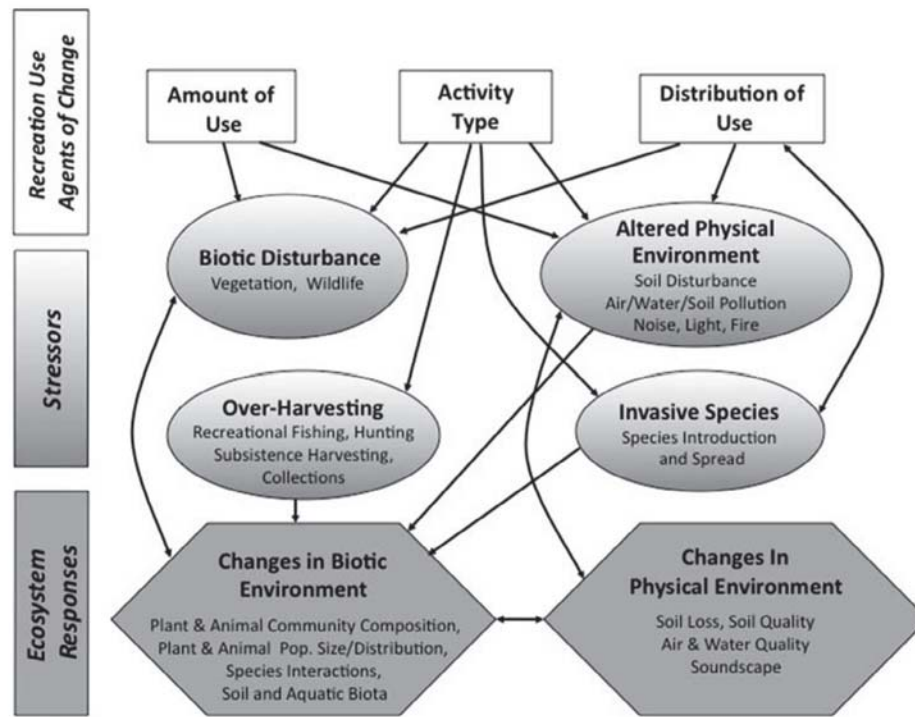 Recreation Use
Agents of Change
Amount of
Use
Activity
Type
Distribution of
Use
Stressors
Biotic Disturbance
Vegetation, Wildlife
Altered Physical
Environment
Soil Disturbance
Air/Water/Soil Pollution
Noise, Light, Fire
Over-Harvesting
Recreational Fishing, Hunting
Subsistence Harvesting,
Collections
Invasive Species
Species Introduction
and Spread
Ecosystem
Responses
Changes in Biotic
Environment
Plant & Animal Community Composition,
Plant & Animal Pop. Size/Distribution,
Species Interactions,
Soil and Aquatic Biota
Changes In
Physical Environment
Soil Loss, Soil Quality
Air & Water Quality
Soundscape